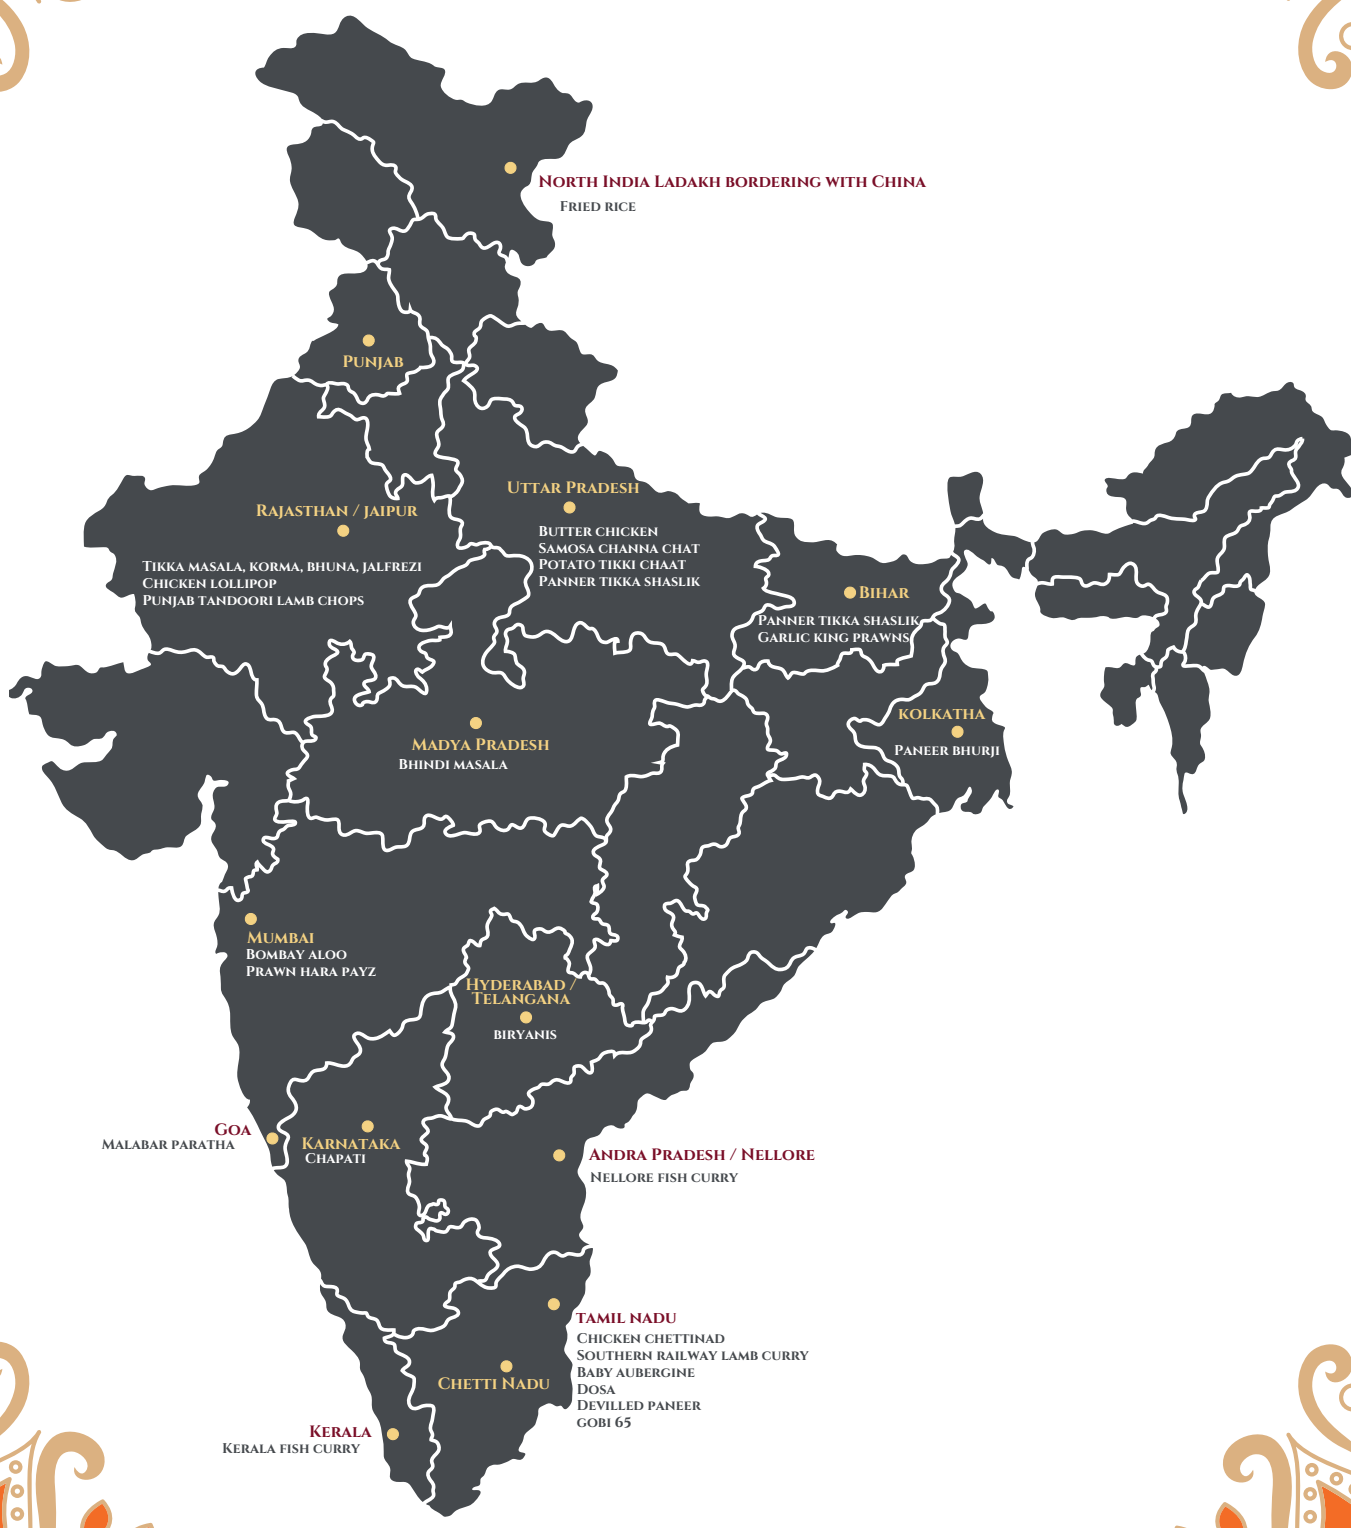 North India Ladakh bordering with China
Fried rice
Punjab
Uttar Pradesh
Butter chicken
Samosa channa chat
Potato tikki chaat
Panner tikka shaslik
Rajasthan / Jaipur
Tikka masala, korma, bhuna, jalfrezi
Chicken lollipop
Punjab tandoori lamb chops
Bihar
Panner tikka shaslik
Garlic king prawns
Kolkatha
Paneer bhurji
Madya Pradesh
Bhindi masala
Mumbai
Bombay aloo
Prawn hara payz
Hyderabad /
Telangana
biryanis
Goa
Malabar paratha
Karnataka
Chapati
Andra Pradesh / Nellore
Nellore fish curry
Tamil Nadu
Chicken chettinad
Southern railway lamb curry
Baby aubergine
Dosa
Devilled paneer
gobi 65
Chetti Nadu
Kerala
Kerala fish curry